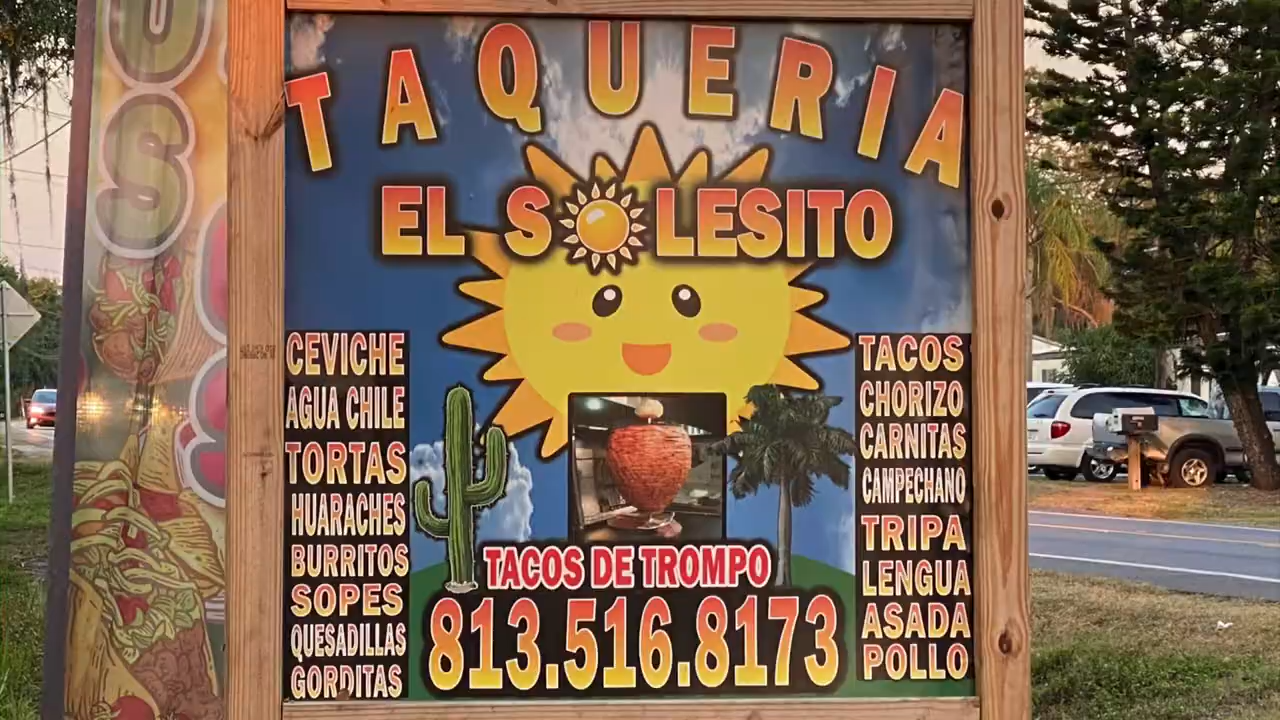 TAQUERIA
EL SOLESITO
CEVICHE
AGUA CHILE
TORTAS
HUARACHES
BURRITOS
SOPES
QUESADILLAS
GORDITAS
TACOS
CHORIZO
CARNITAS
CAMPECHANO
TRIPA
LENGUA
ASADA
POLLO
TACOS DE TROMPO
813.516.8173